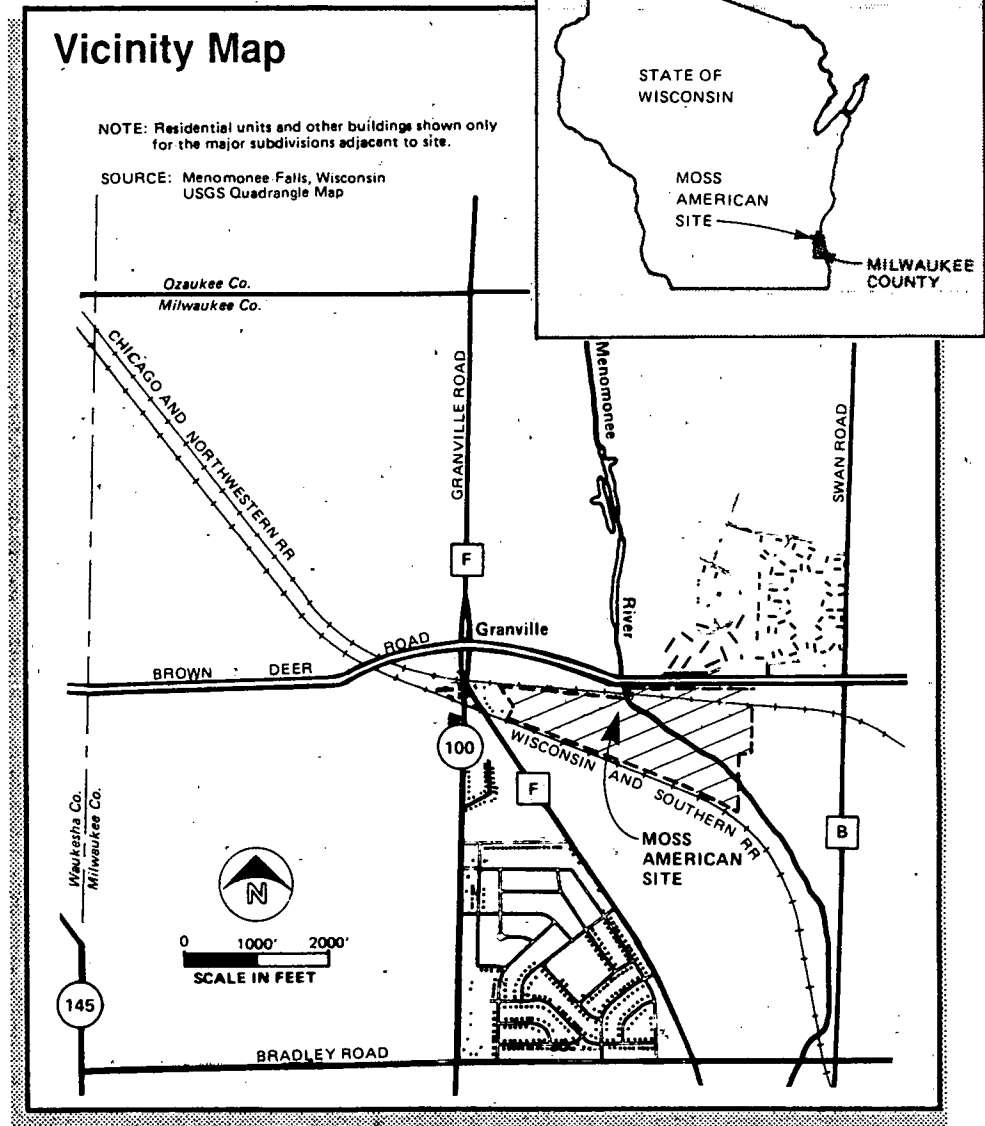 Vicinity Map
NOTE: Residential units and other buildings shown only
for the major subdivisions adjacent to site.
SOURCE: Menomonee Falls, Wisconsin
USGS Quadrangle Map
STATE OF
WISCONSIN
MOSS
AMERICAN
SITE
MILWAUKEE
COUNTY
Ozaukee Co.
Milwaukee Co.
CHICAGO AND NORTHWESTERN RR
GRANVILLE ROAD
Menomonee
River
SWAN ROAD
F
Granville
BROWN DEER ROAD
100
WISCONSIN AND SOUTHERN RR
F
MOSS
AMERICAN
SITE
B
Waukesha Co.
Milwaukee Co.
N
0 1000' 2000'
SCALE IN FEET
145
BRADLEY ROAD